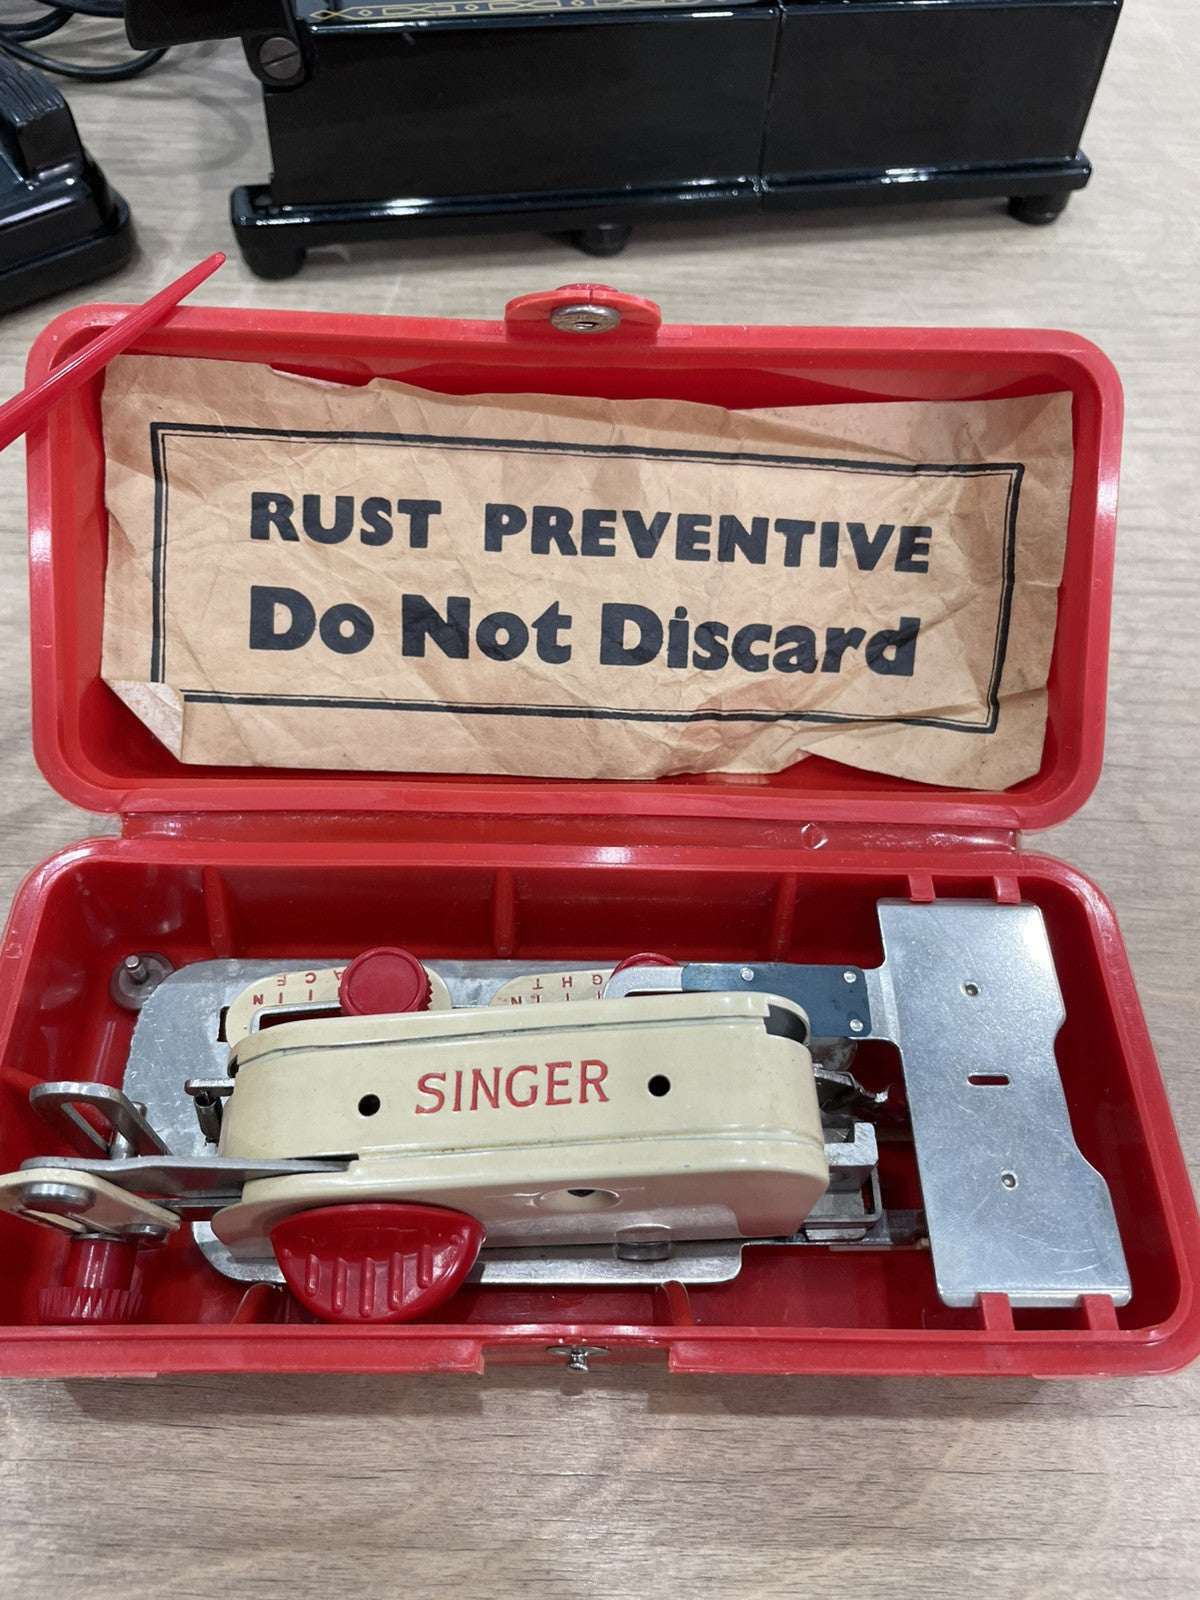 RUST PREVENTIVE
Do Not Discard
SINGER